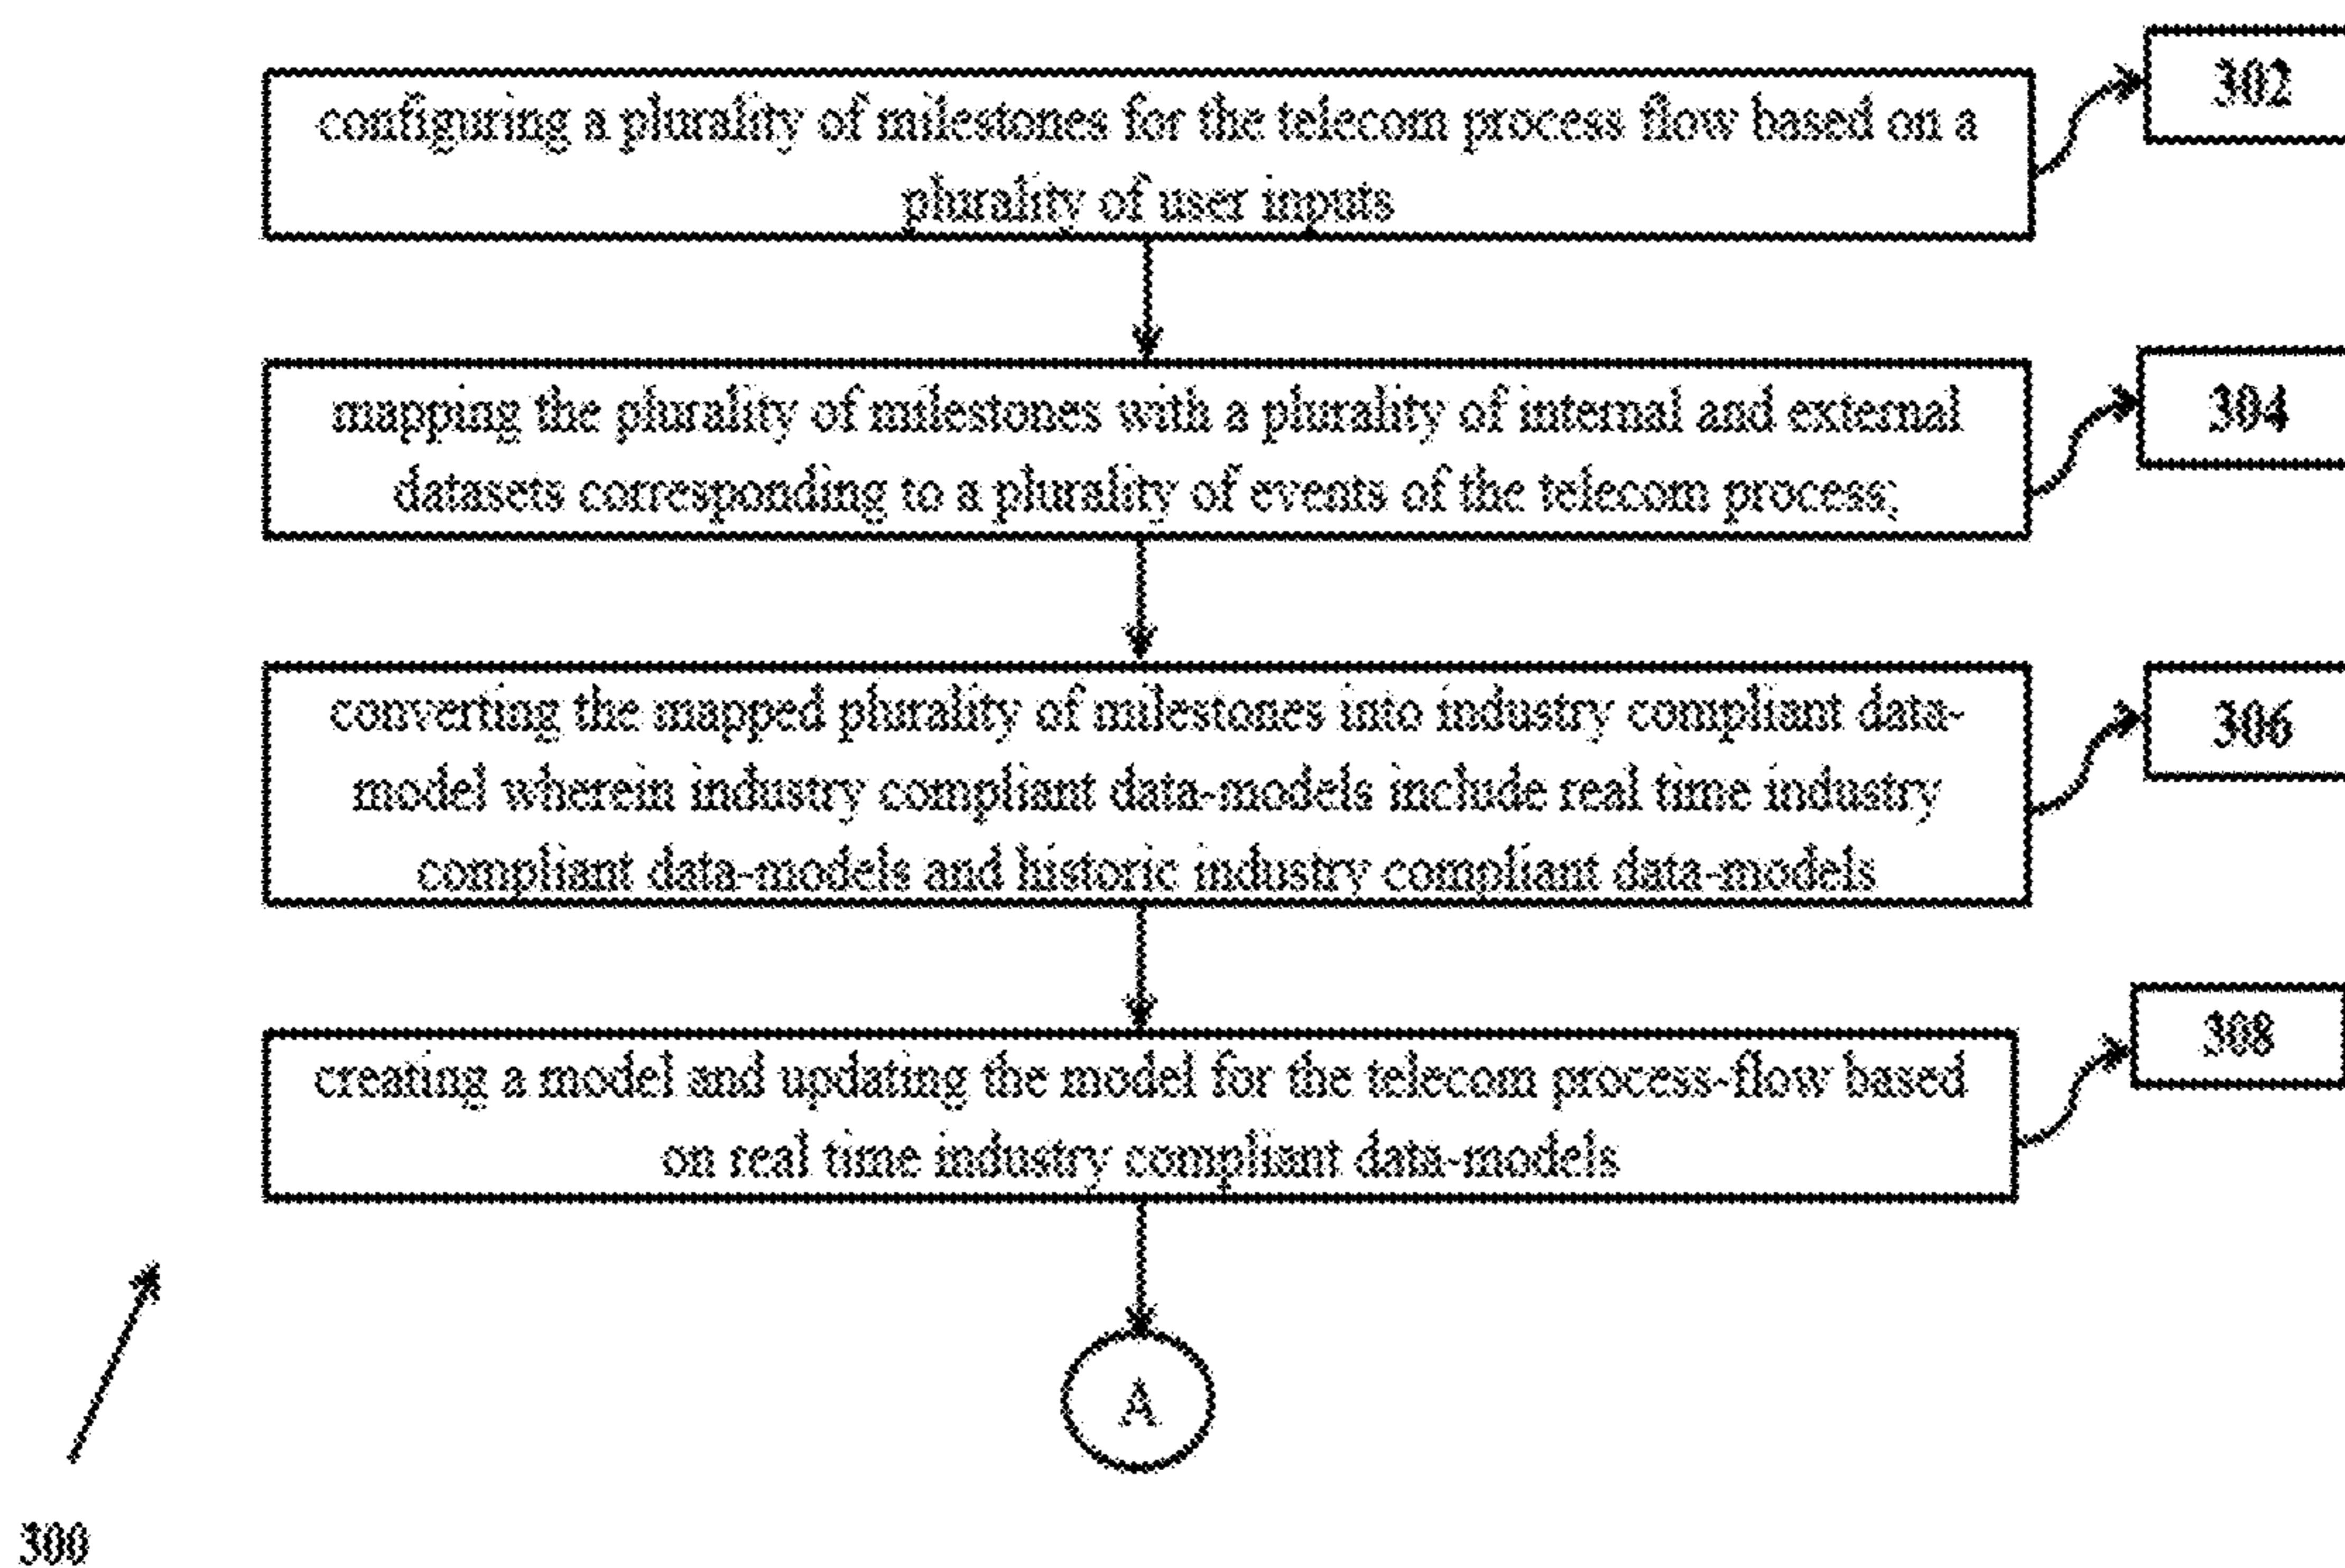 302
configuring a plurality of milestones for the telecom process flow based on a
plurality of user inputs
304
mapping the plurality of milestones with a plurality of internal and external
datasets corresponding to a plurality of events of the telecom process;
306
converting the mapped plurality of milestones into industry compliant data-
model wherein industry compliant data-models include real time industry
compliant data-models and historic industry compliant data-models
308
creating a model and updating the model for the telecom process-flow based
on real time industry compliant data-models
A
300